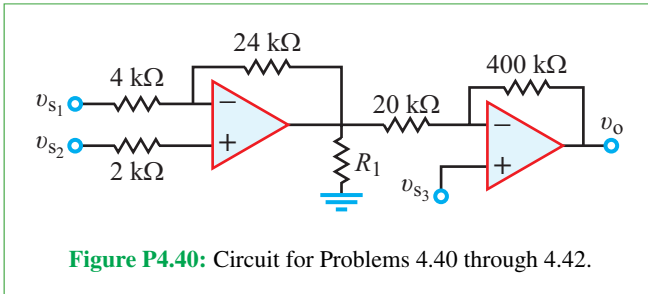 24 kΩ
400 kΩ
4 kΩ
20 kΩ
υs₁
υo
υs₂
2 kΩ
R₁
υs₃
Figure P4.40: Circuit for Problems 4.40 through 4.42.